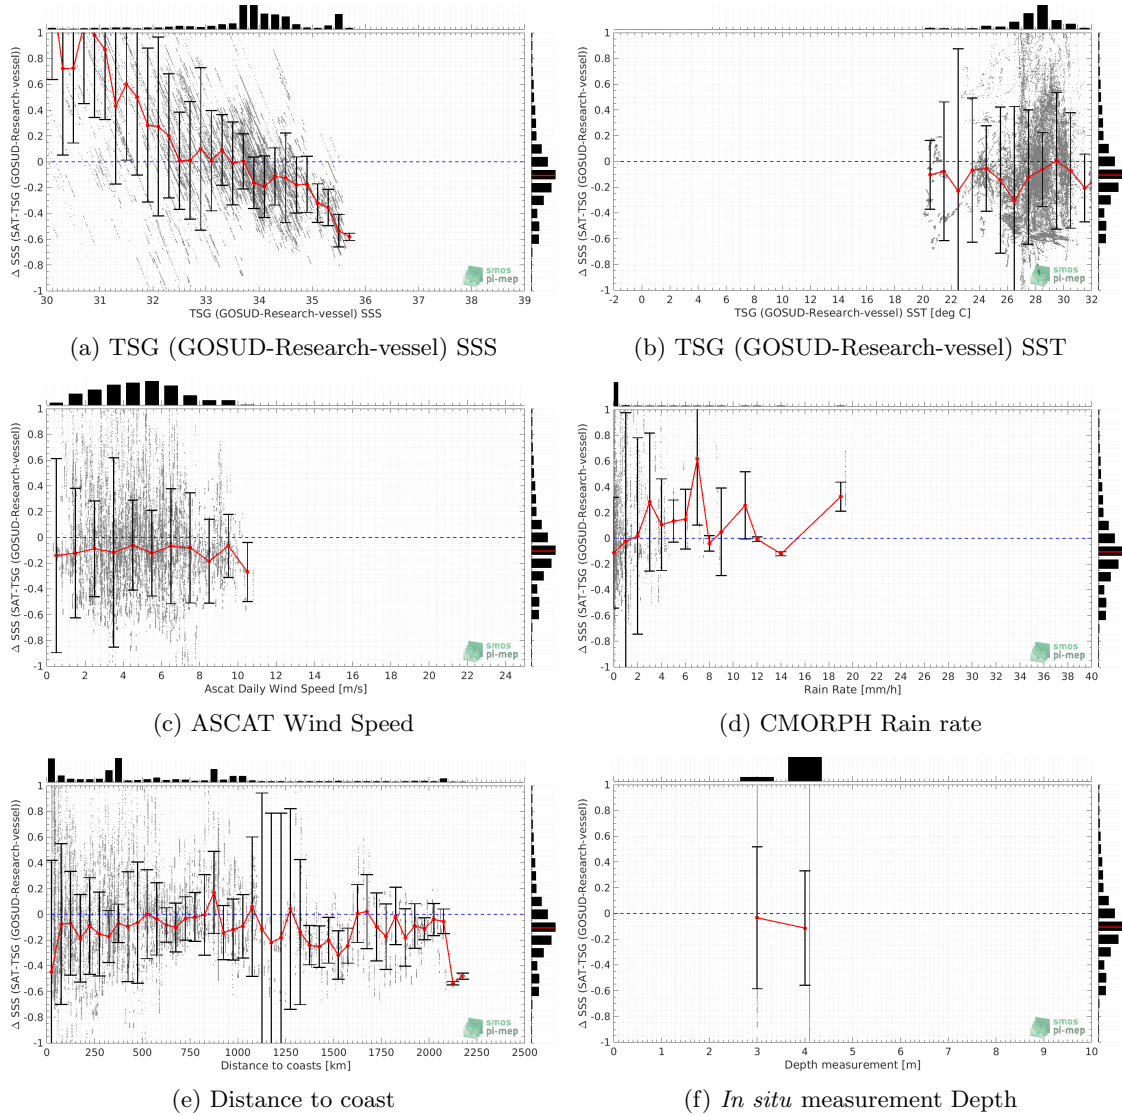 1
0.8
0.6
0.4
0.2
0
-0.2
-0.4
-0.6
-0.8
-1
Δ SSS (SAT-TSG (GOSUD-Research-vessel))
30 31 32 33 34 35 36 37 38 39
TSG (GOSUD-Research-vessel) SSS
smos
pi-mep
(a) TSG (GOSUD-Research-vessel) SSS
1
0.8
0.6
0.4
0.2
0
-0.2
-0.4
-0.6
-0.8
-1
Δ SSS (SAT-TSG (GOSUD-Research-vessel))
-2 0 2 4 6 8 10 12 14 16 18 20 22 24 26 28 30 32
TSG (GOSUD-Research-vessel) SST [deg C]
smos
pi-mep
(b) TSG (GOSUD-Research-vessel) SST
1
0.8
0.6
0.4
0.2
0
-0.2
-0.4
-0.6
-0.8
-1
Δ SSS (SAT-TSG (GOSUD-Research-vessel))
0 2 4 6 8 10 12 14 16 18 20 22 24
Ascat Daily Wind Speed [m/s]
smos
pi-mep
(c) ASCAT Wind Speed
1
0.8
0.6
0.4
0.2
0
-0.2
-0.4
-0.6
-0.8
-1
Δ SSS (SAT-TSG (GOSUD-Research-vessel))
0 2 4 6 8 10 12 14 16 18 20 22 24 26 28 30 32 34 36 38 40
Rain Rate [mm/h]
smos
pi-mep
(d) CMORPH Rain rate
1
0.8
0.6
0.4
0.2
0
-0.2
-0.4
-0.6
-0.8
-1
Δ SSS (SAT-TSG (GOSUD-Research-vessel))
0 250 500 750 1000 1250 1500 1750 2000 2250 2500
Distance to coasts [km]
smos
pi-mep
(e) Distance to coast
1
0.8
0.6
0.4
0.2
0
-0.2
-0.4
-0.6
-0.8
-1
Δ SSS (SAT-TSG (GOSUD-Research-vessel))
0 1 2 3 4 5 6 7 8 9 10
Depth measurement [m]
smos
pi-mep
(f) In situ measurement Depth